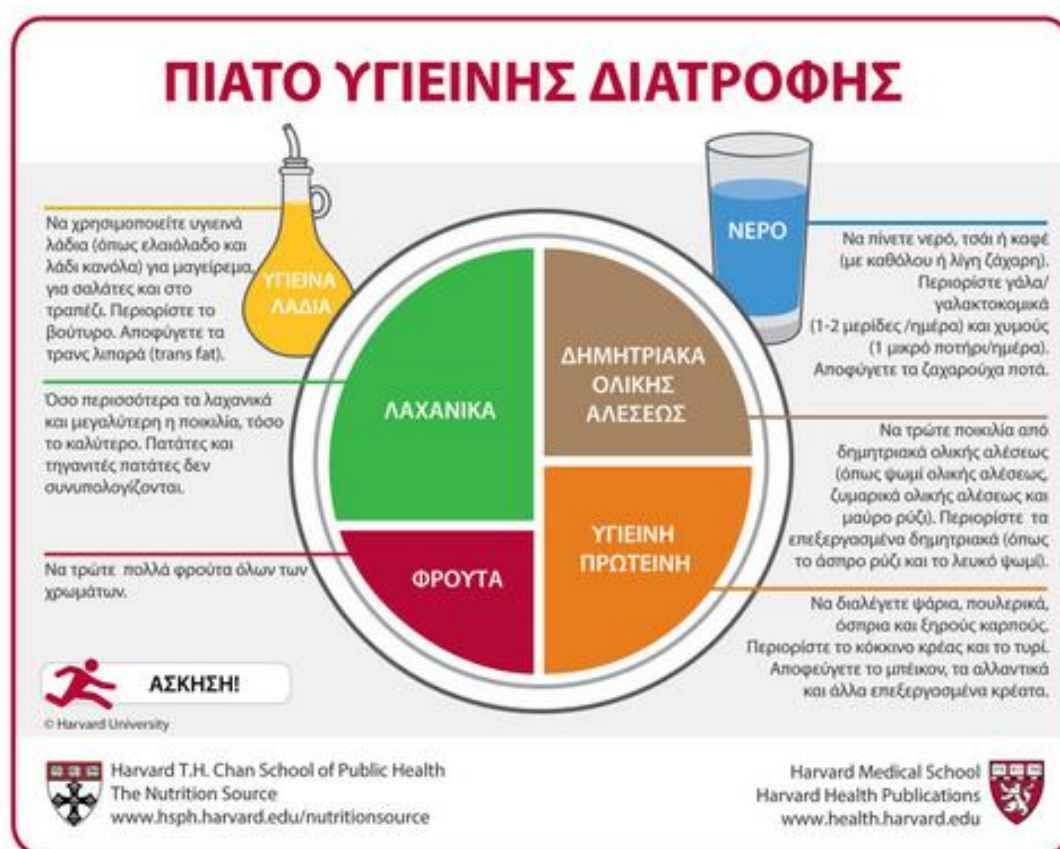 ΠΙΑΤΟ ΥΓΙΕΙΝΗΣ ΔΙΑΤΡΟΦΗΣ
Να χρησιμοποιείτε υγιεινά
λάδια (όπως ελαιόλαδο και
λάδι κανόλα) για μαγείρεμα,
για σαλάτες και στο
τραπέζι. Περιορίστε το
βούτυρο. Αποφύγετε τα
τρανς λιπαρά (trans fat).
ΥΓΙΕΙΝΑ
ΛΑΔΙΑ
Όσο περισσότερα τα λαχανικά
και μεγαλύτερη η ποικιλία, τόσο
το καλύτερο. Πατάτες και
τηγανιτές πατάτες δεν
συνυπολογίζονται.
Να τρώτε πολλά φρούτα όλων των
χρωμάτων.
ΛΑΧΑΝΙΚΑ
ΦΡΟΥΤΑ
ΔΗΜΗΤΡΙΑΚΑ
ΟΛΙΚΗΣ
ΑΛΕΣΕΩΣ
ΥΓΙΕΙΝΗ
ΠΡΩΤΕΙΝΗ
ΝΕΡΟ
Να πίνετε νερό, τσάι ή καφέ
(με καθόλου ή λίγη ζάχαρη).
Περιορίστε γάλα/
γαλακτοκομικά
(1-2 μερίδες /ημέρα) και χυμούς
(1 μικρό ποτήρι/ημέρα).
Αποφύγετε τα ζαχαρούχα ποτά.
Να τρώτε ποικιλία από
δημητριακά ολικής αλέσεως
(όπως ψωμί ολικής αλέσεως,
ζυμαρικά ολικής αλέσεως και
μαύρο ρύζι). Περιορίστε τα
επεξεργασμένα δημητριακά (όπως
το άσπρο ρύζι και το λευκό ψωμί).
Να διαλέγετε ψάρια, πουλερικά,
όσπρια και ξηρούς καρπούς.
Περιορίστε το κόκκινο κρέας και το τυρί.
Αποφεύγετε το μπέικον, τα αλλαντικά
και άλλα επεξεργασμένα κρέατα.
ΑΣΚΗΣΗ!
© Harvard University
Harvard T.H. Chan School of Public Health
The Nutrition Source
www.hsph.harvard.edu/nutritionsource
Harvard Medical School
Harvard Health Publications
www.health.harvard.edu